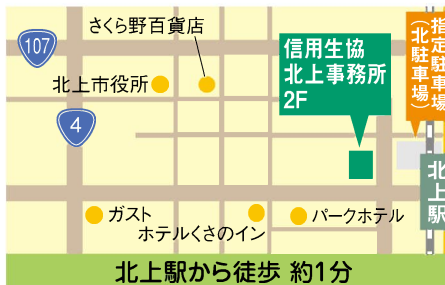 107
さくら野百貨店
北上市役所
4
信用生協
北上事務所
2F
指定駐車場
(北駐車場)
北上駅
ガスト
ホテルくさのイン
パークホテル
北上駅から徒歩 約1分